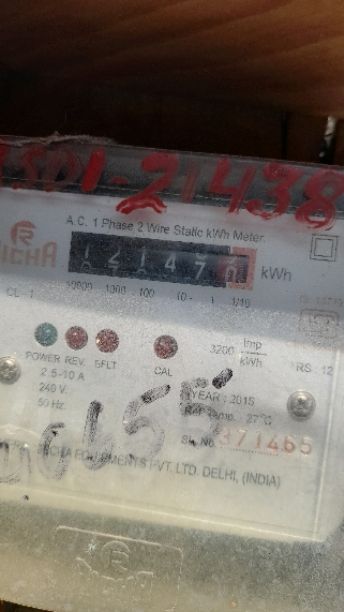 SD1-21438
RICHA
A.C. 1 Phase 2 Wire Static kWh Meter
12147 kWh
CL. 1 10000 1000 100 10 1 1/10
POWER REV. EFLT CAL 3200 Imp/kWh
2.5-10 A
240 V.
50 Hz.
YEAR : 2015
Ref. Temp. : 27°C
Sl. No. 371465
655
RICHA EQUIPMENTS PVT. LTD. DELHI, (INDIA)
R